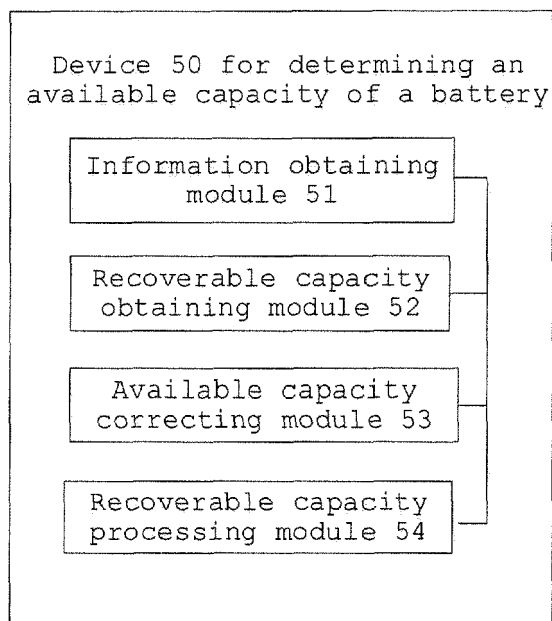 Device 50 for determining an
available capacity of a battery
Information obtaining
module 51
Recoverable capacity
obtaining module 52
Available capacity
correcting module 53
Recoverable capacity
processing module 54